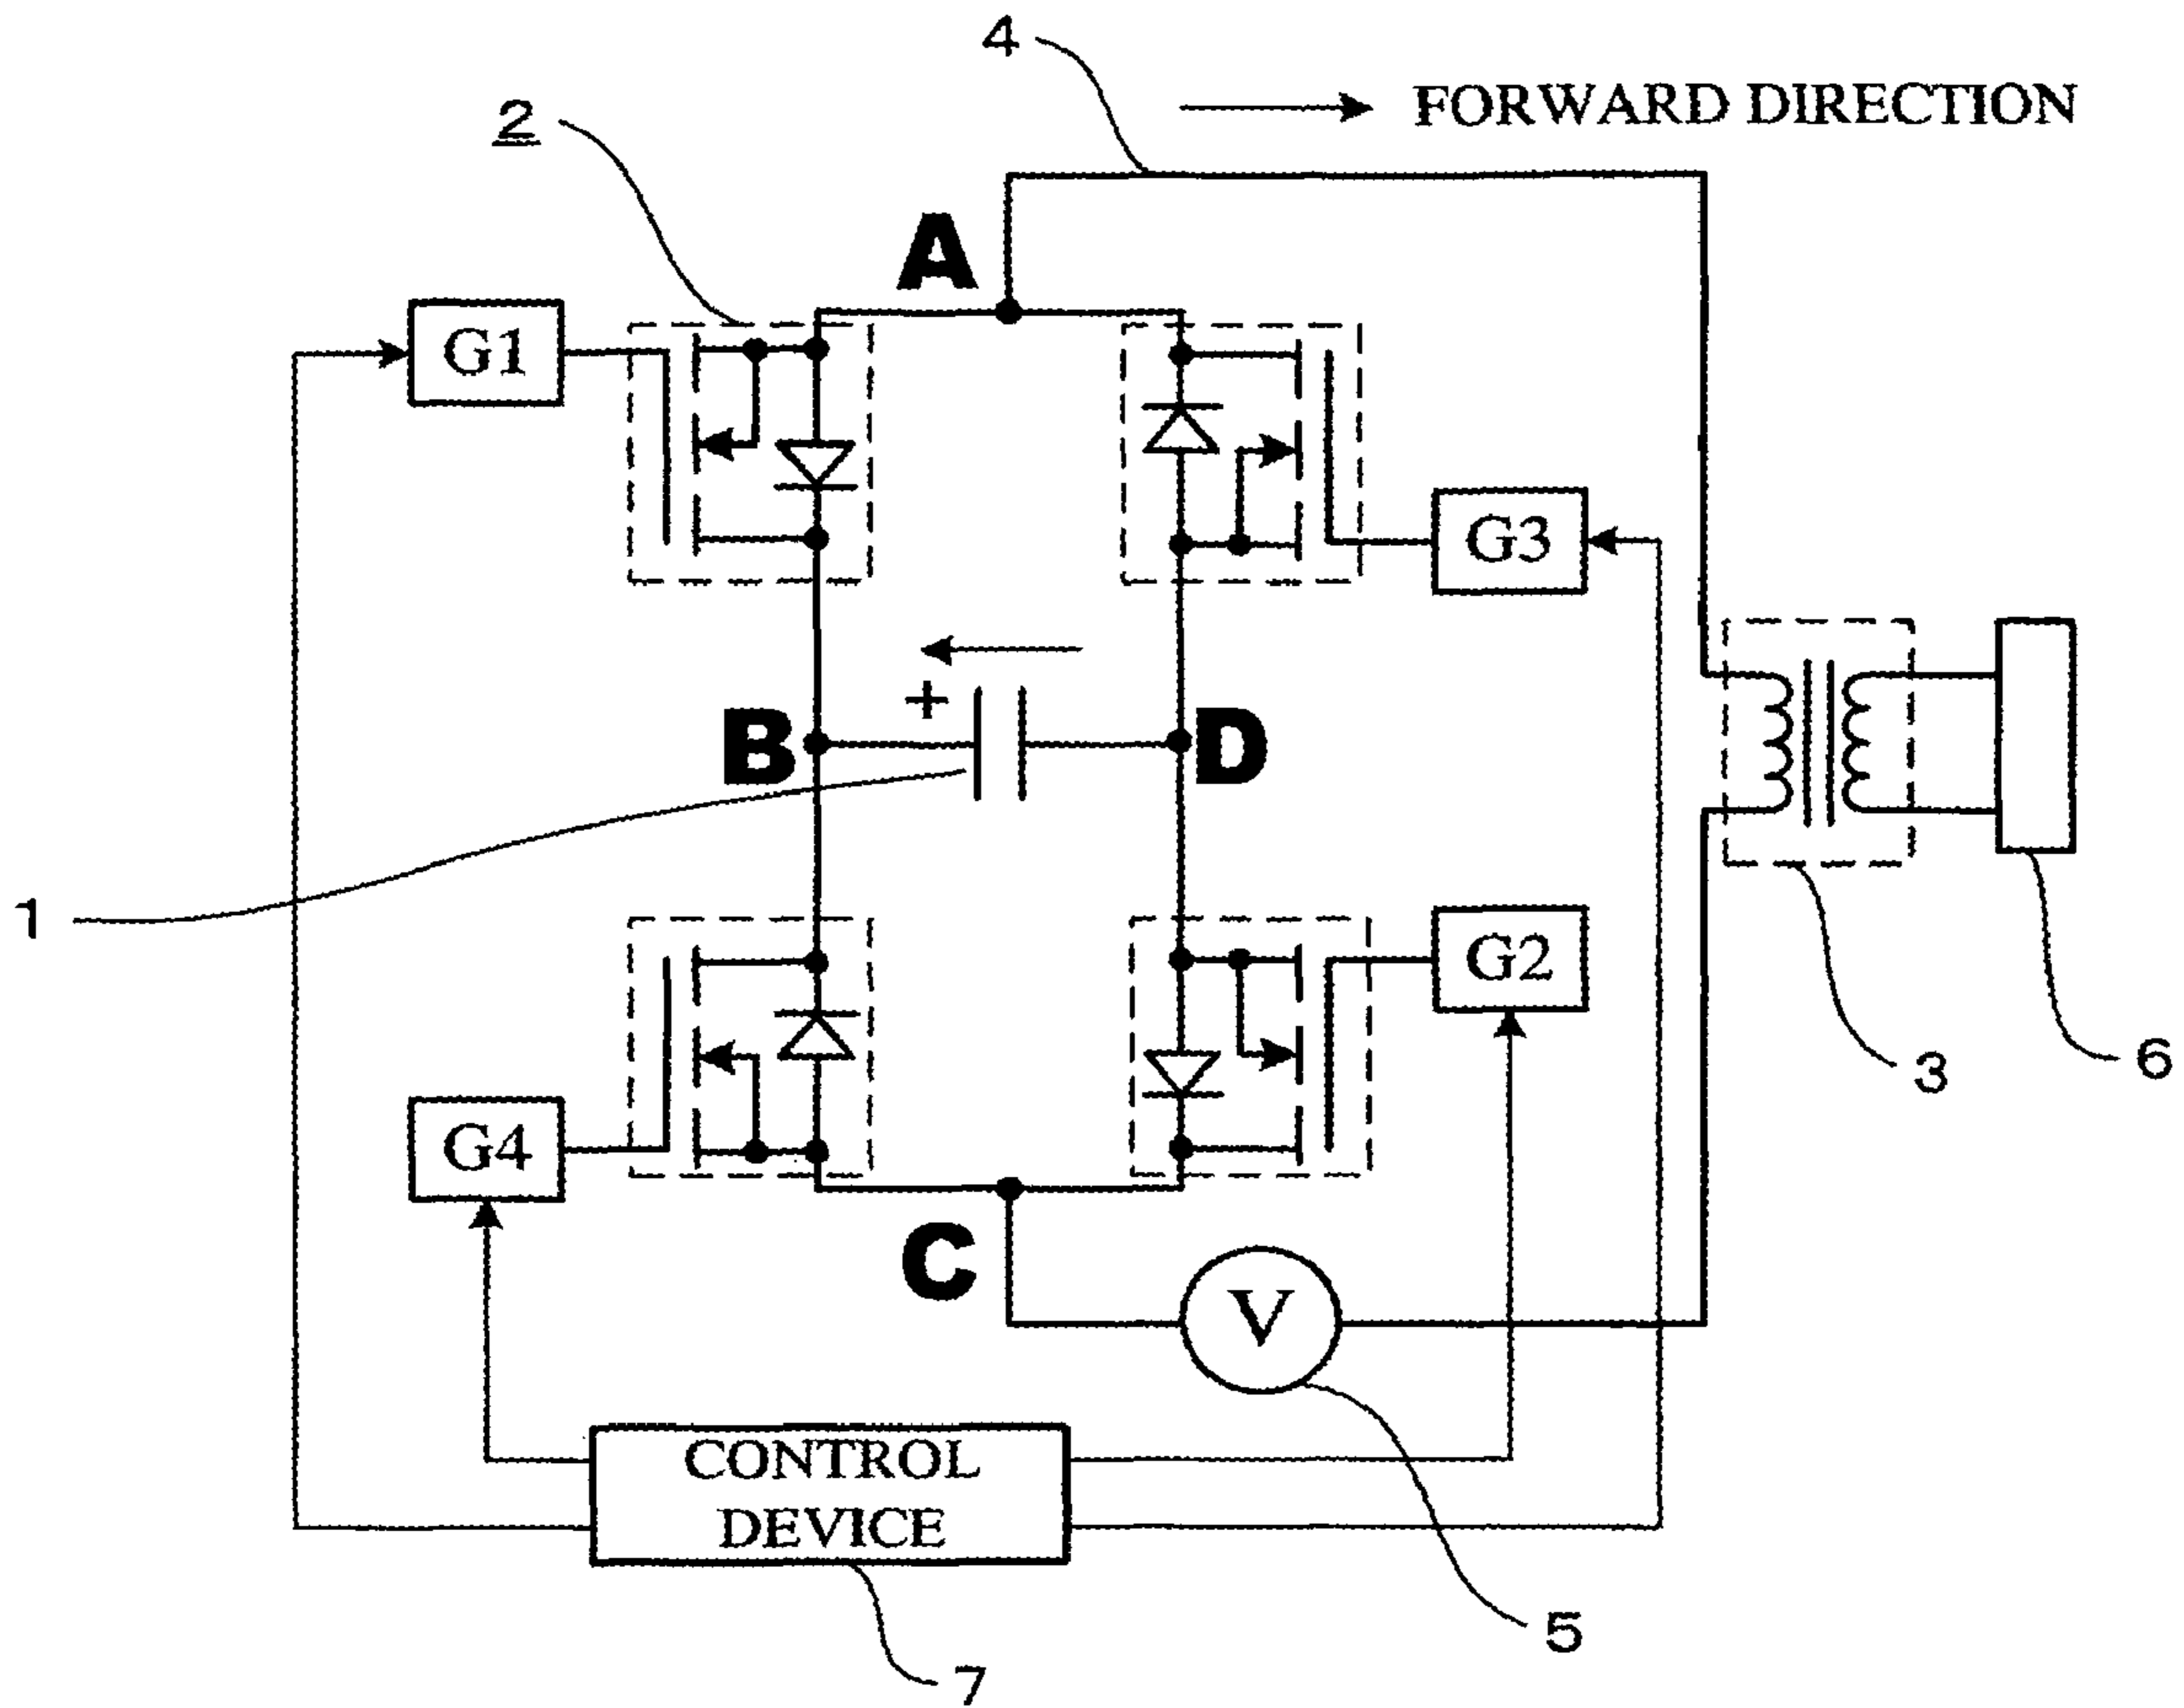 4
FORWARD DIRECTION
2
A
G1
G3
+
B
D
1
G2
3
6
G4
C
V
CONTROL
DEVICE
5
7